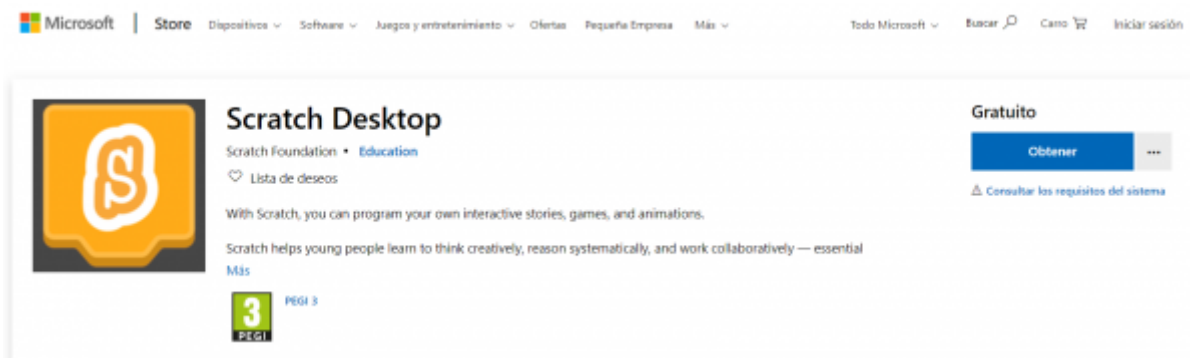 Microsoft | Store Dispositivos Software Juegos y entretenimiento Ofertas Pequeña Empresa Más Todo Microsoft Buscar Carro Iniciar sesión
S
Scratch Desktop
Scratch Foundation • Education
Lista de deseos
With Scratch, you can program your own interactive stories, games, and animations.
Scratch helps young people learn to think creatively, reason systematically, and work collaboratively — essential
Más
3
PEGI
PEGI 3
Gratuito
Obtener ...
Consultar los requisitos del sistema